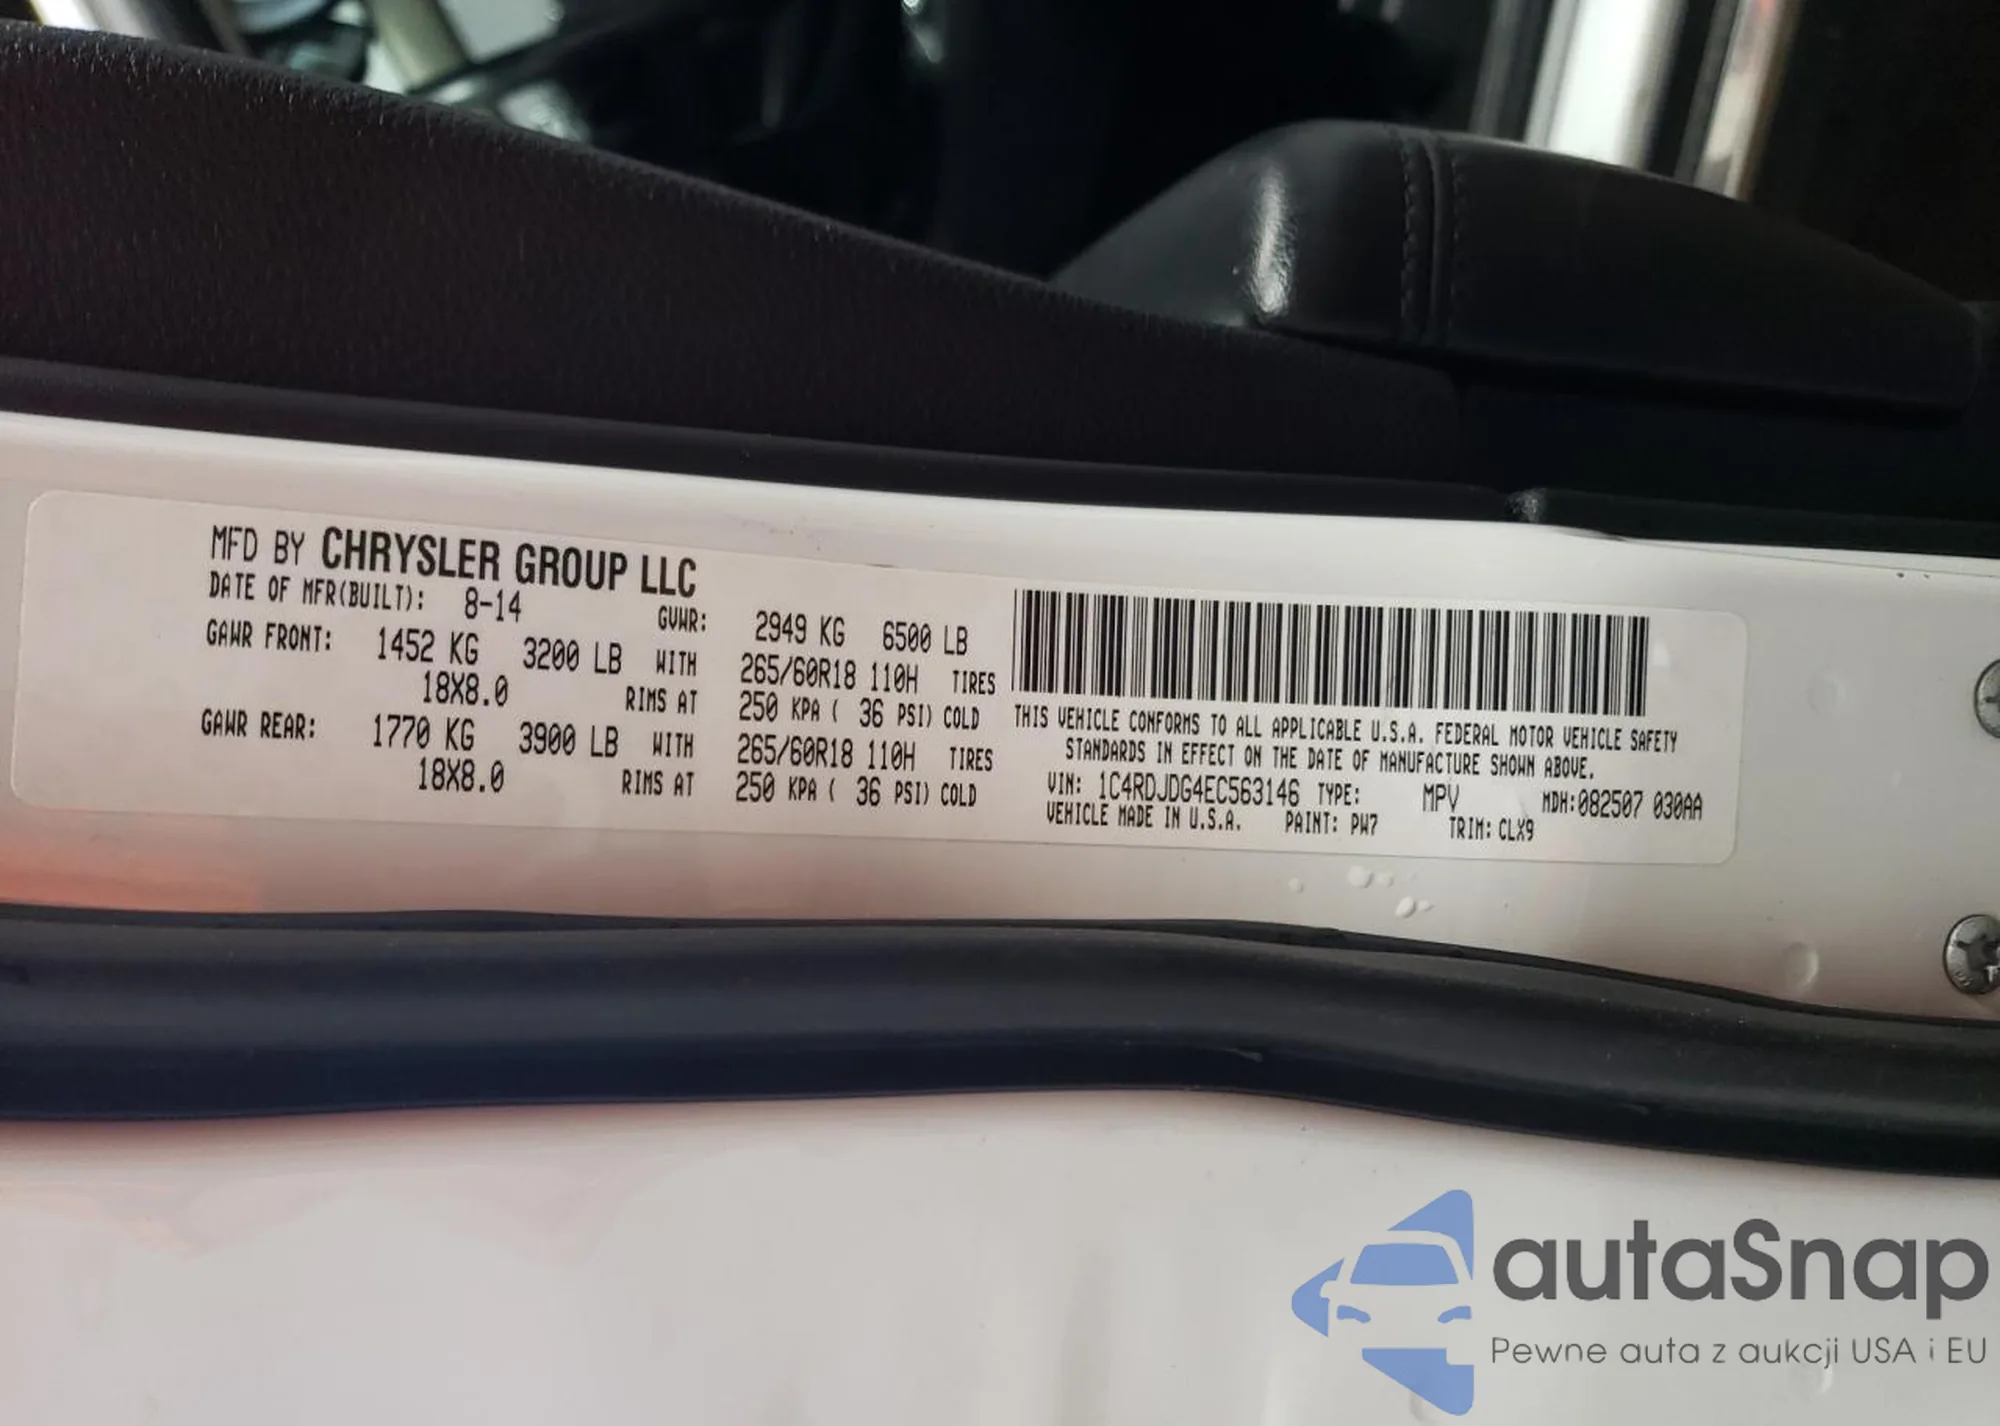 MFD BY CHRYSLER GROUP LLC
DATE OF MFR(BUILT): 8-14 GVWR: 2949 KG 6500 LB
GAWR FRONT: 1452 KG 3200 LB WITH 265/60R18 110H TIRES
18X8.0 RIMS AT 250 KPA ( 36 PSI) COLD
GAWR REAR: 1770 KG 3900 LB WITH 265/60R18 110H TIRES
18X8.0 RIMS AT 250 KPA ( 36 PSI) COLD
THIS VEHICLE CONFORMS TO ALL APPLICABLE U.S.A. FEDERAL MOTOR VEHICLE SAFETY
STANDARDS IN EFFECT ON THE DATE OF MANUFACTURE SHOWN ABOVE.
VIN: 1C4RDJDG4EC563146 TYPE: MPV MDH:082507 030AA
VEHICLE MADE IN U.S.A. PAINT: PW7 TRIM: CLX9
autaSnap
Pewne auta z aukcji USA i EU